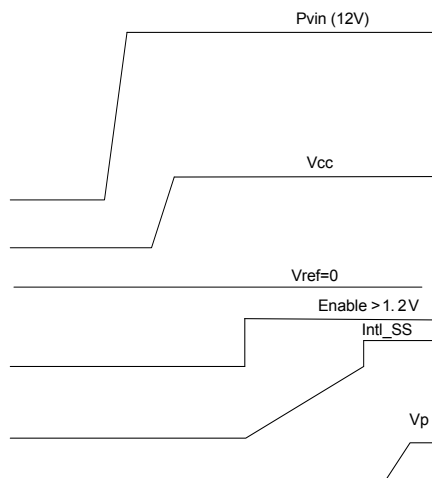 Pvin (12V)
Vcc
Vref=0
Enable >1.2V
Intl_SS
Vp